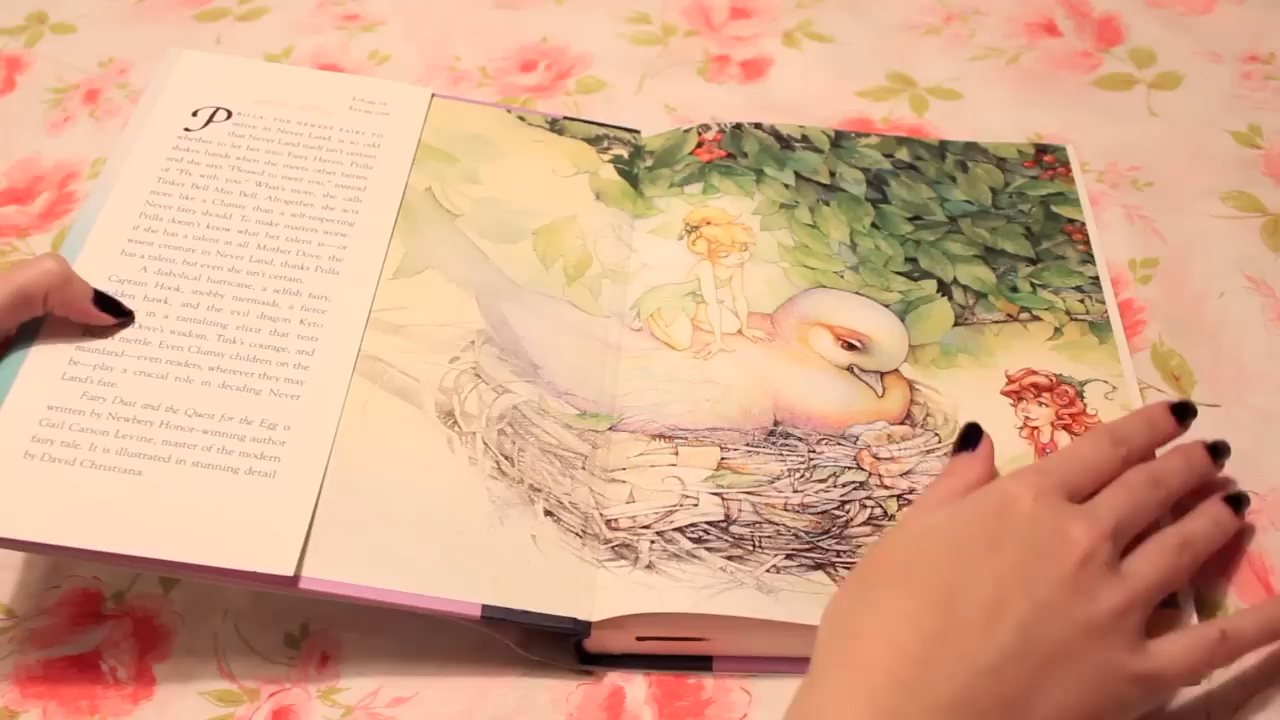 PRILLA, THE NEWEST FAIRY TO
arrive in Never Land, is so odd
that Never Land itself isn't certain
whether to let her into Fairy Haven. Prilla
shakes hands when she meets other fairies,
and she says "Pleased to meet you," instead
of "Fly with you." What's more, she calls
Tinker Bell Miss Bell. Altogether, she acts
more like a Clumsy than a self-respecting
Never fairy should. To make matters worse,
Prilla doesn't know what her talent is—or
if she has a talent at all. Mother Dove, the
wisest creature in Never Land, thinks Prilla
has a talent, but even she isn't certain.
A diabolical hurricane, a selfish fairy,
Captain Hook, snobby mermaids, a fierce
golden hawk, and the evil dragon Kyto
in a tantalizing elixir that tests
Dove's wisdom, Tink's courage, and
mettle. Even Clumsy children on the
mainland—even readers, wherever they may
be—play a crucial role in deciding Never
Land's fate.
Fairy Dust and the Quest for the Egg is
written by Newbery Honor–winning author
Gail Carson Levine, master of the modern
fairy tale. It is illustrated in stunning detail
by David Christiana.